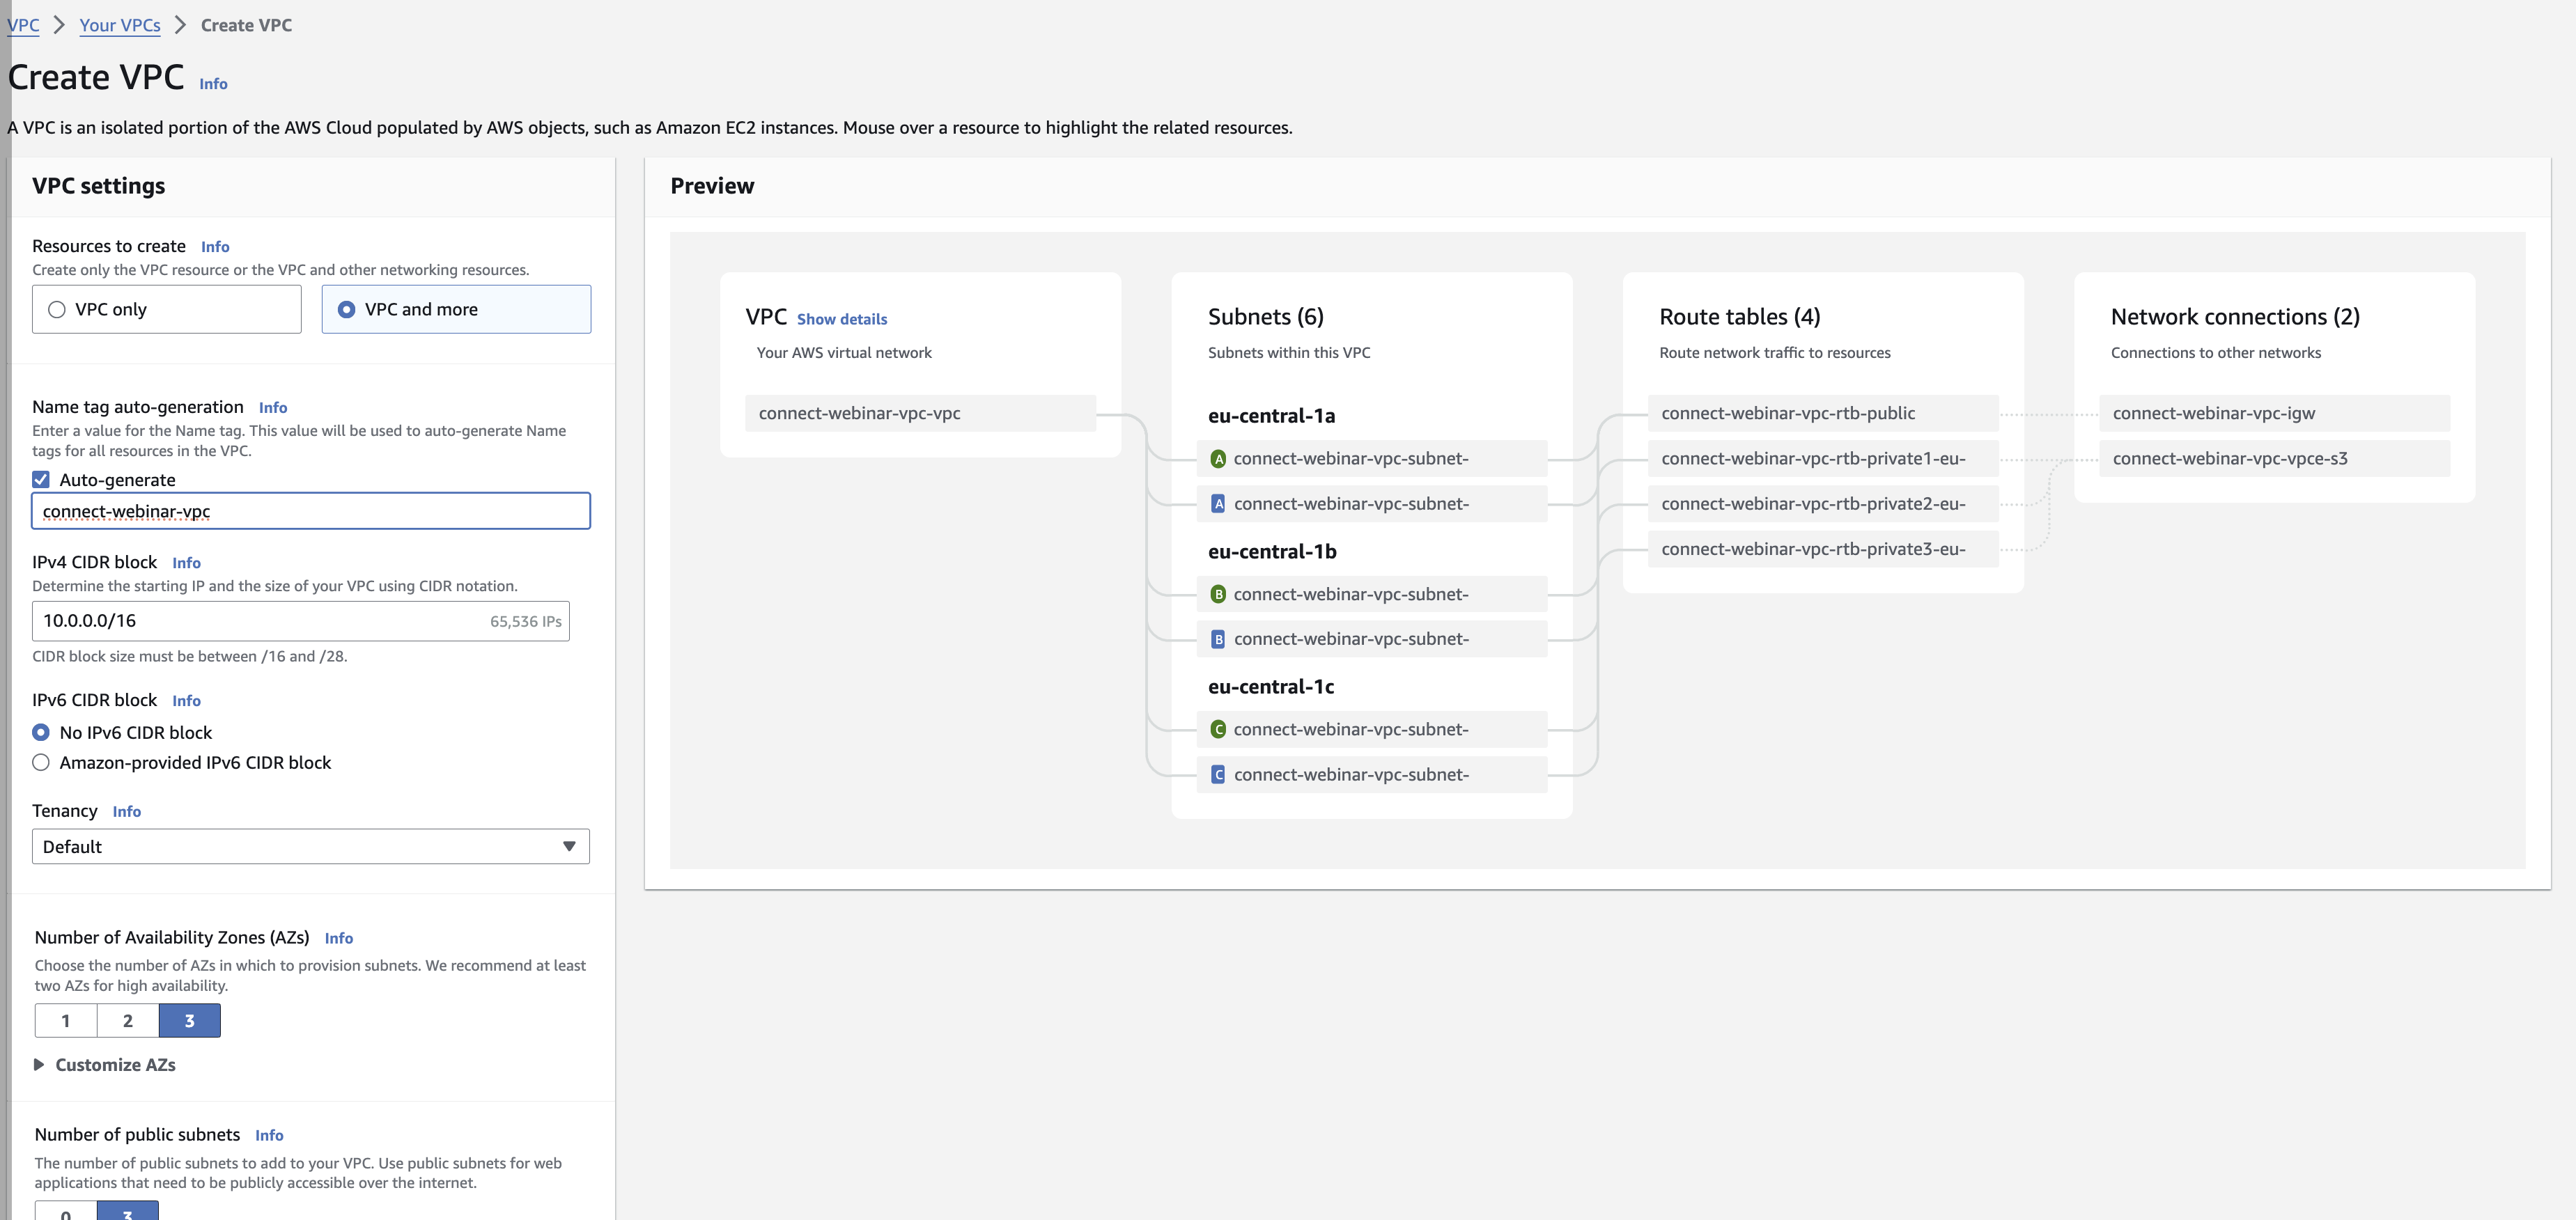 VPC > Your VPCs > Create VPC
Create VPC Info
A VPC is an isolated portion of the AWS Cloud populated by AWS objects, such as Amazon EC2 instances. Mouse over a resource to highlight the related resources.
VPC settings
Resources to create Info
Create only the VPC resource or the VPC and other networking resources.
VPC only
VPC and more
Name tag auto-generation Info
Enter a value for the Name tag. This value will be used to auto-generate Name
tags for all resources in the VPC.
Auto-generate
connect-webinar-vpc
IPv4 CIDR block Info
Determine the starting IP and the size of your VPC using CIDR notation.
10.0.0.0/16 65,536 IPs
CIDR block size must be between /16 and /28.
IPv6 CIDR block Info
No IPv6 CIDR block
Amazon-provided IPv6 CIDR block
Tenancy Info
Default
Number of Availability Zones (AZs) Info
Choose the number of AZs in which to provision subnets. We recommend at least
two AZs for high availability.
1 2 3
Customize AZs
Number of public subnets Info
The number of public subnets to add to your VPC. Use public subnets for web
applications that need to be publicly accessible over the internet.
0 3
Preview
VPC Show details
Your AWS virtual network
connect-webinar-vpc-vpc
Subnets (6)
Subnets within this VPC
eu-central-1a
A connect-webinar-vpc-subnet-
A connect-webinar-vpc-subnet-
eu-central-1b
B connect-webinar-vpc-subnet-
B connect-webinar-vpc-subnet-
eu-central-1c
C connect-webinar-vpc-subnet-
C connect-webinar-vpc-subnet-
Route tables (4)
Route network traffic to resources
connect-webinar-vpc-rtb-public
connect-webinar-vpc-rtb-private1-eu-
connect-webinar-vpc-rtb-private2-eu-
connect-webinar-vpc-rtb-private3-eu-
Network connections (2)
Connections to other networks
connect-webinar-vpc-igw
connect-webinar-vpc-vpce-s3